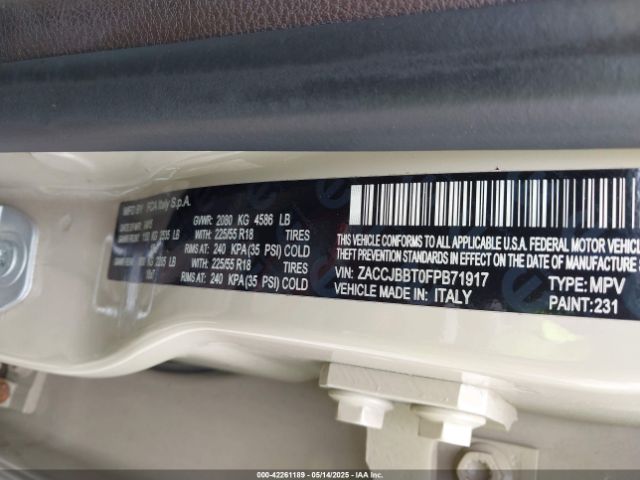 MFD BY FCA Italy S.p.A.
GVWR: 2080 KG 4586 LB
WITH: 225/55 R18 TIRES
RIMS AT: 240 KPA(35 PSI) COLD
WITH: 225/55 R18 TIRES
RIMS AT: 240 KPA(35 PSI) COLD
THIS VEHICLE CONFORMS TO ALL APPLICABLE U.S.A. FEDERAL MOTOR VEHICLE
THEFT PREVENTION STANDARDS IN EFFECT ON THE DATE OF MANUFAC
VIN: ZACCJBBT0FPB71917 TYPE: MPV
VEHICLE MADE IN: ITALY PAINT:231
000-42261189 - 05/14/2025 - IAAI.COM